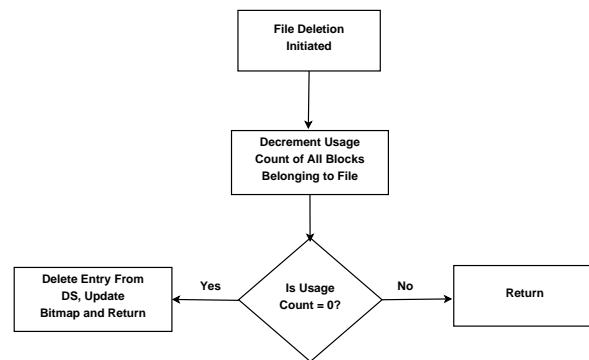 File Deletion
Initiated
Decrement Usage
Count of All Blocks
Belonging to File
Delete Entry From
DS, Update
Bitmap and Return
Yes
Is Usage
Count = 0?
No
Return